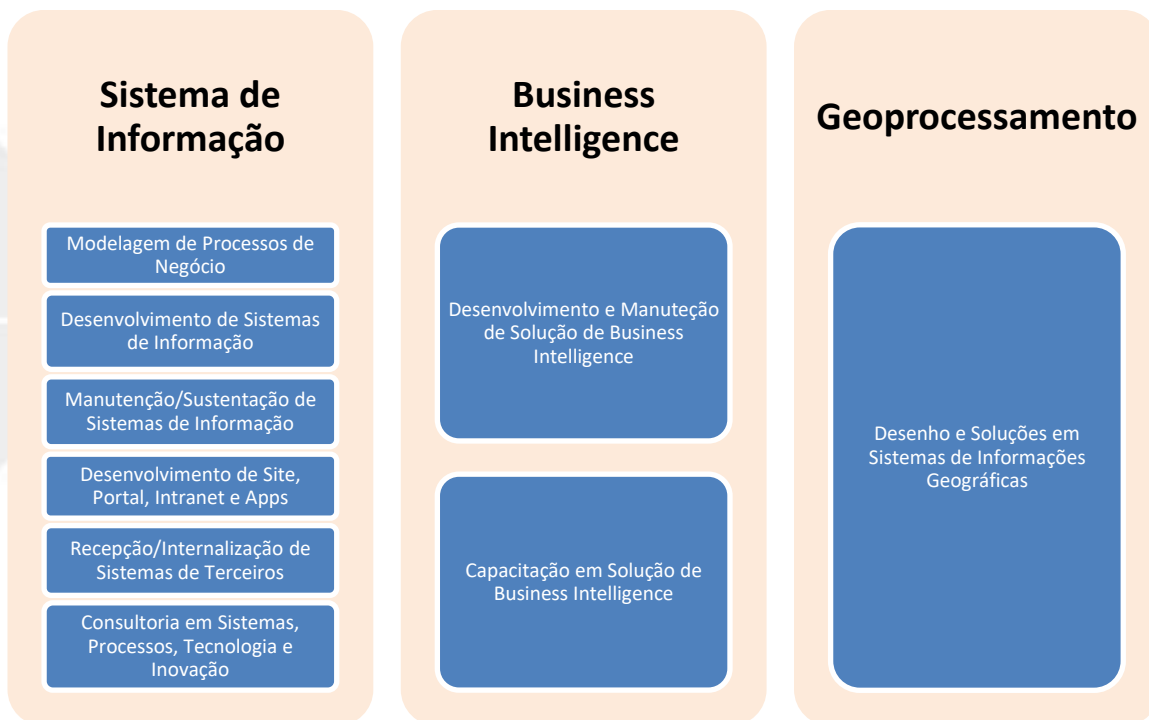 Sistema de
Informação
Modelagem de Processos de
Negócio
Desenvolvimento de Sistemas
de Informação
Manutenção/Sustentação de
Sistemas de Informação
Desenvolvimento de Site,
Portal, Intranet e Apps
Recepção/Internalização de
Sistemas de Terceiros
Consultoria em Sistemas,
Processos, Tecnologia e
Inovação
Business
Intelligence
Desenvolvimento e Manuteção
de Solução de Business
Intelligence
Capacitação em Solução de
Business Intelligence
Geoprocessamento
Desenho e Soluções em
Sistemas de Informações
Geográficas